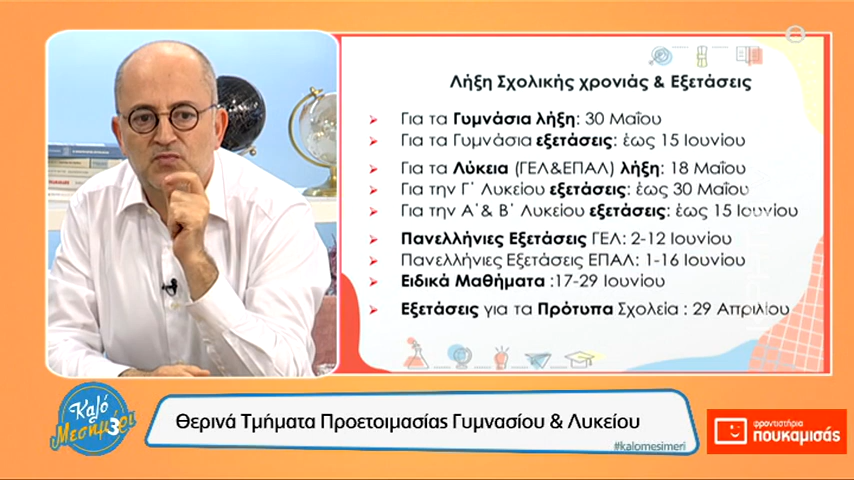 Λήξη Σχολικής χρονιάς & Εξετάσεις
Για τα Γυμνάσια λήξη: 30 Μαΐου
Για τα Γυμνάσια εξετάσεις: έως 15 Ιουνίου
Για τα Λύκεια (ΓΕΛ&ΕΠΑΛ) λήξη: 18 Μαΐου
Για την Γ΄ Λυκείου εξετάσεις: έως 30 Μαΐου
Για την Α΄& Β΄ Λυκείου εξετάσεις: έως 15 Ιουνίου
Πανελλήνιες Εξετάσεις ΓΕΛ: 2-12 Ιουνίου
Πανελλήνιες Εξετάσεις ΕΠΑΛ: 1-16 Ιουνίου
Ειδικά Μαθήματα :17-29 Ιουνίου
Εξετάσεις για τα Πρότυπα Σχολεία : 29 Απριλίου
Καλό
Μεσημέρι
3
Θερινά Τμήματα Προετοιμασίας Γυμνασίου & Λυκείου
#kalomesimeri
φροντιστήρια
πουκαμισάς